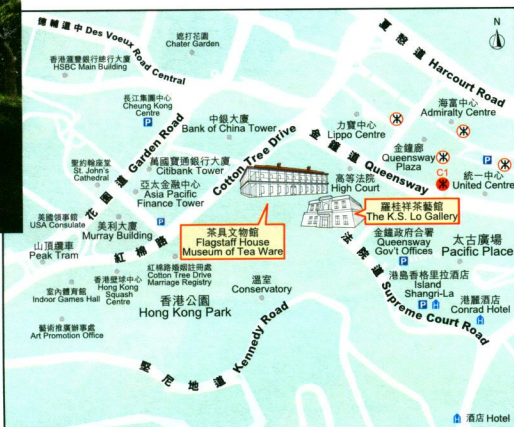 德輔道中 Des Voeux Road Central
遮打花園
Chater Garden
N
夏慤道 Harcourt Road
香港滙豐銀行總行大廈
HSBC Main Building
長江集團中心
Cheung Kong
Centre
P
中銀大廈
Bank of China Tower
力寶中心
Lippo Centre
海富中心
Admiralty Centre
花園道 Garden Road
紅棉路 Cotton Tree Drive
金鐘道 Queensway
金鐘廊
Queensway
Plaza
P
聖約翰座堂
St. John's
Cathedral
萬國寶通銀行大廈
Citibank Tower
高等法院
High Court
C1
統一中心
United Centre
亞太金融中心
Asia Pacific
Finance Tower
美國領事館
USA Consulate
美利大廈
Murray Building
P
羅桂祥茶藝館
The K.S. Lo Gallery
茶具文物館
Flagstaff House
Museum of Tea Ware
金鐘政府合署
Queensway
Gov't Offices
太古廣場
Pacific Place
山頂纜車
Peak Tram
紅棉路婚姻註冊處
Cotton Tree Drive
Marriage Registry
溫室
Conservatory
室內體育館
Indoor Games Hall
香港壁球中心
Hong Kong
Squash
Centre
香港公園
Hong Kong Park
港島香格里拉酒店
Island
Shangri-La
P
港麗酒店
Conrad Hotel
法院道 Supreme Court Road
藝術推廣辦事處
Art Promotion Office
堅尼地道 Kennedy Road
酒店 Hotel